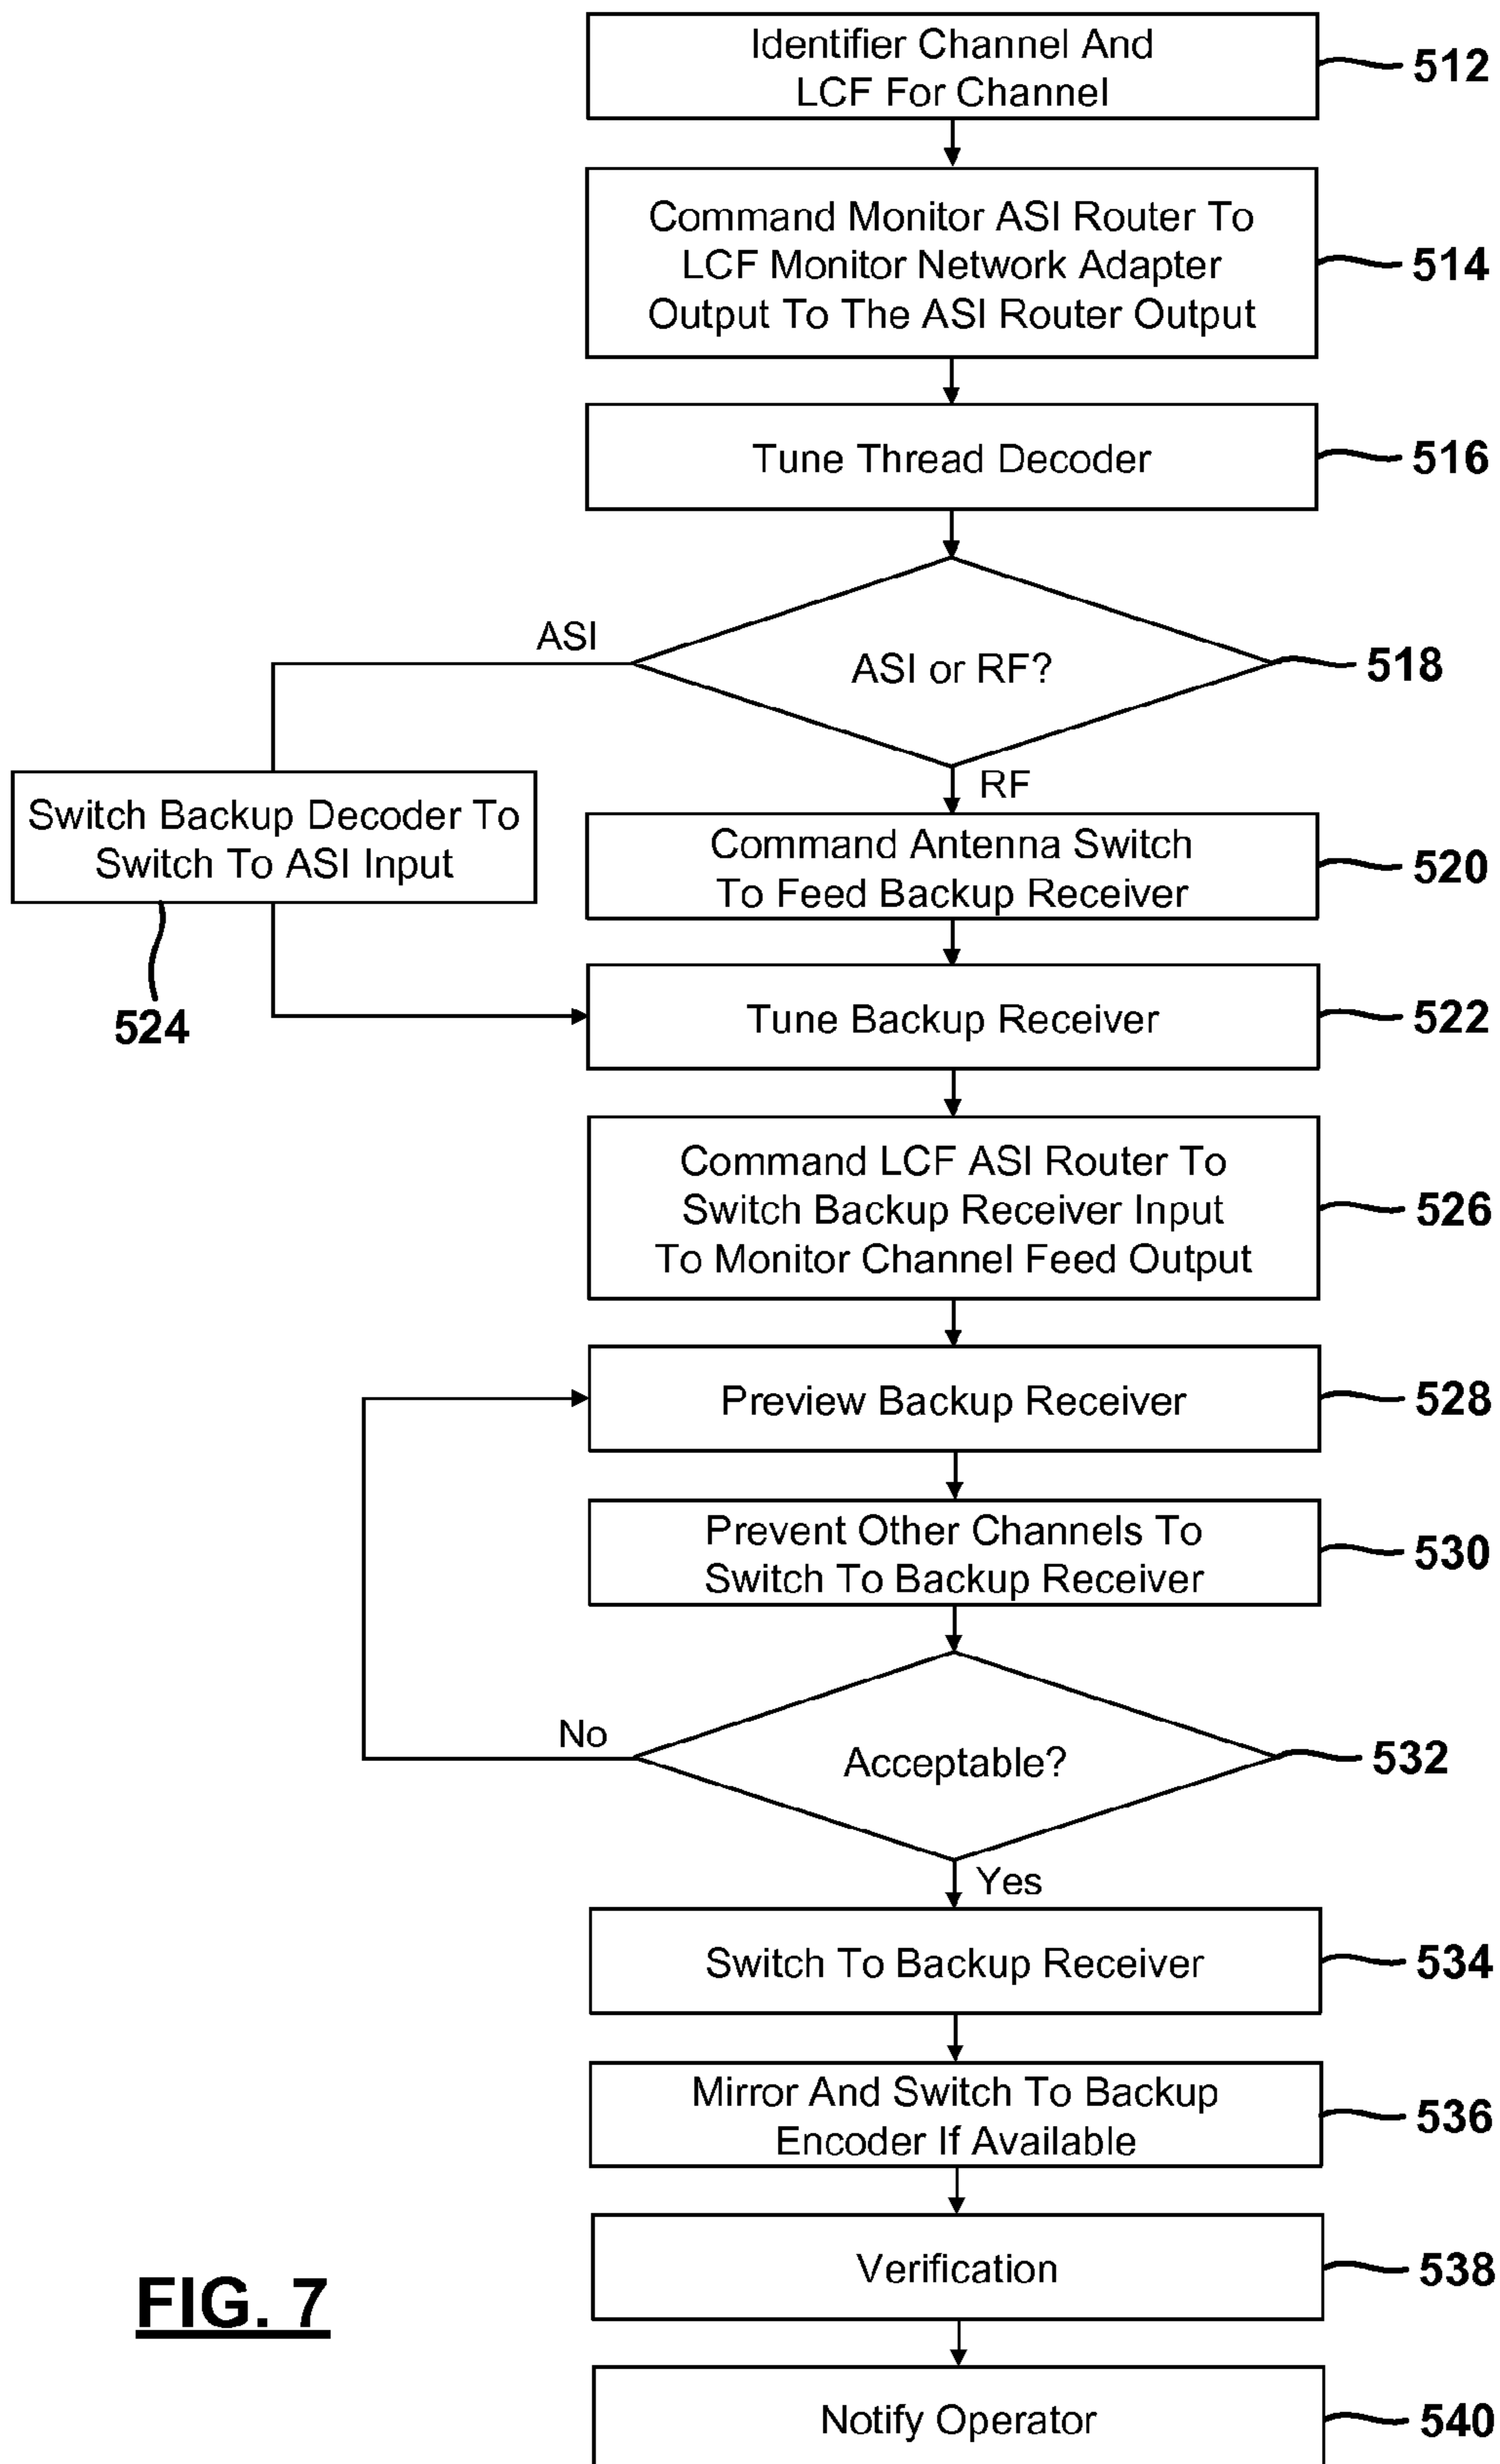 Identifier Channel And
LCF For Channel
512
Command Monitor ASI Router To
LCF Monitor Network Adapter
Output To The ASI Router Output
514
Tune Thread Decoder
516
ASI
ASI or RF?
518
RF
Switch Backup Decoder To
Switch To ASI Input
524
Command Antenna Switch
To Feed Backup Receiver
520
Tune Backup Receiver
522
Command LCF ASI Router To
Switch Backup Receiver Input
To Monitor Channel Feed Output
526
Preview Backup Receiver
528
Prevent Other Channels To
Switch To Backup Receiver
530
No
Acceptable?
532
Yes
Switch To Backup Receiver
534
Mirror And Switch To Backup
Encoder If Available
536
Verification
538
Notify Operator
540
FIG. 7